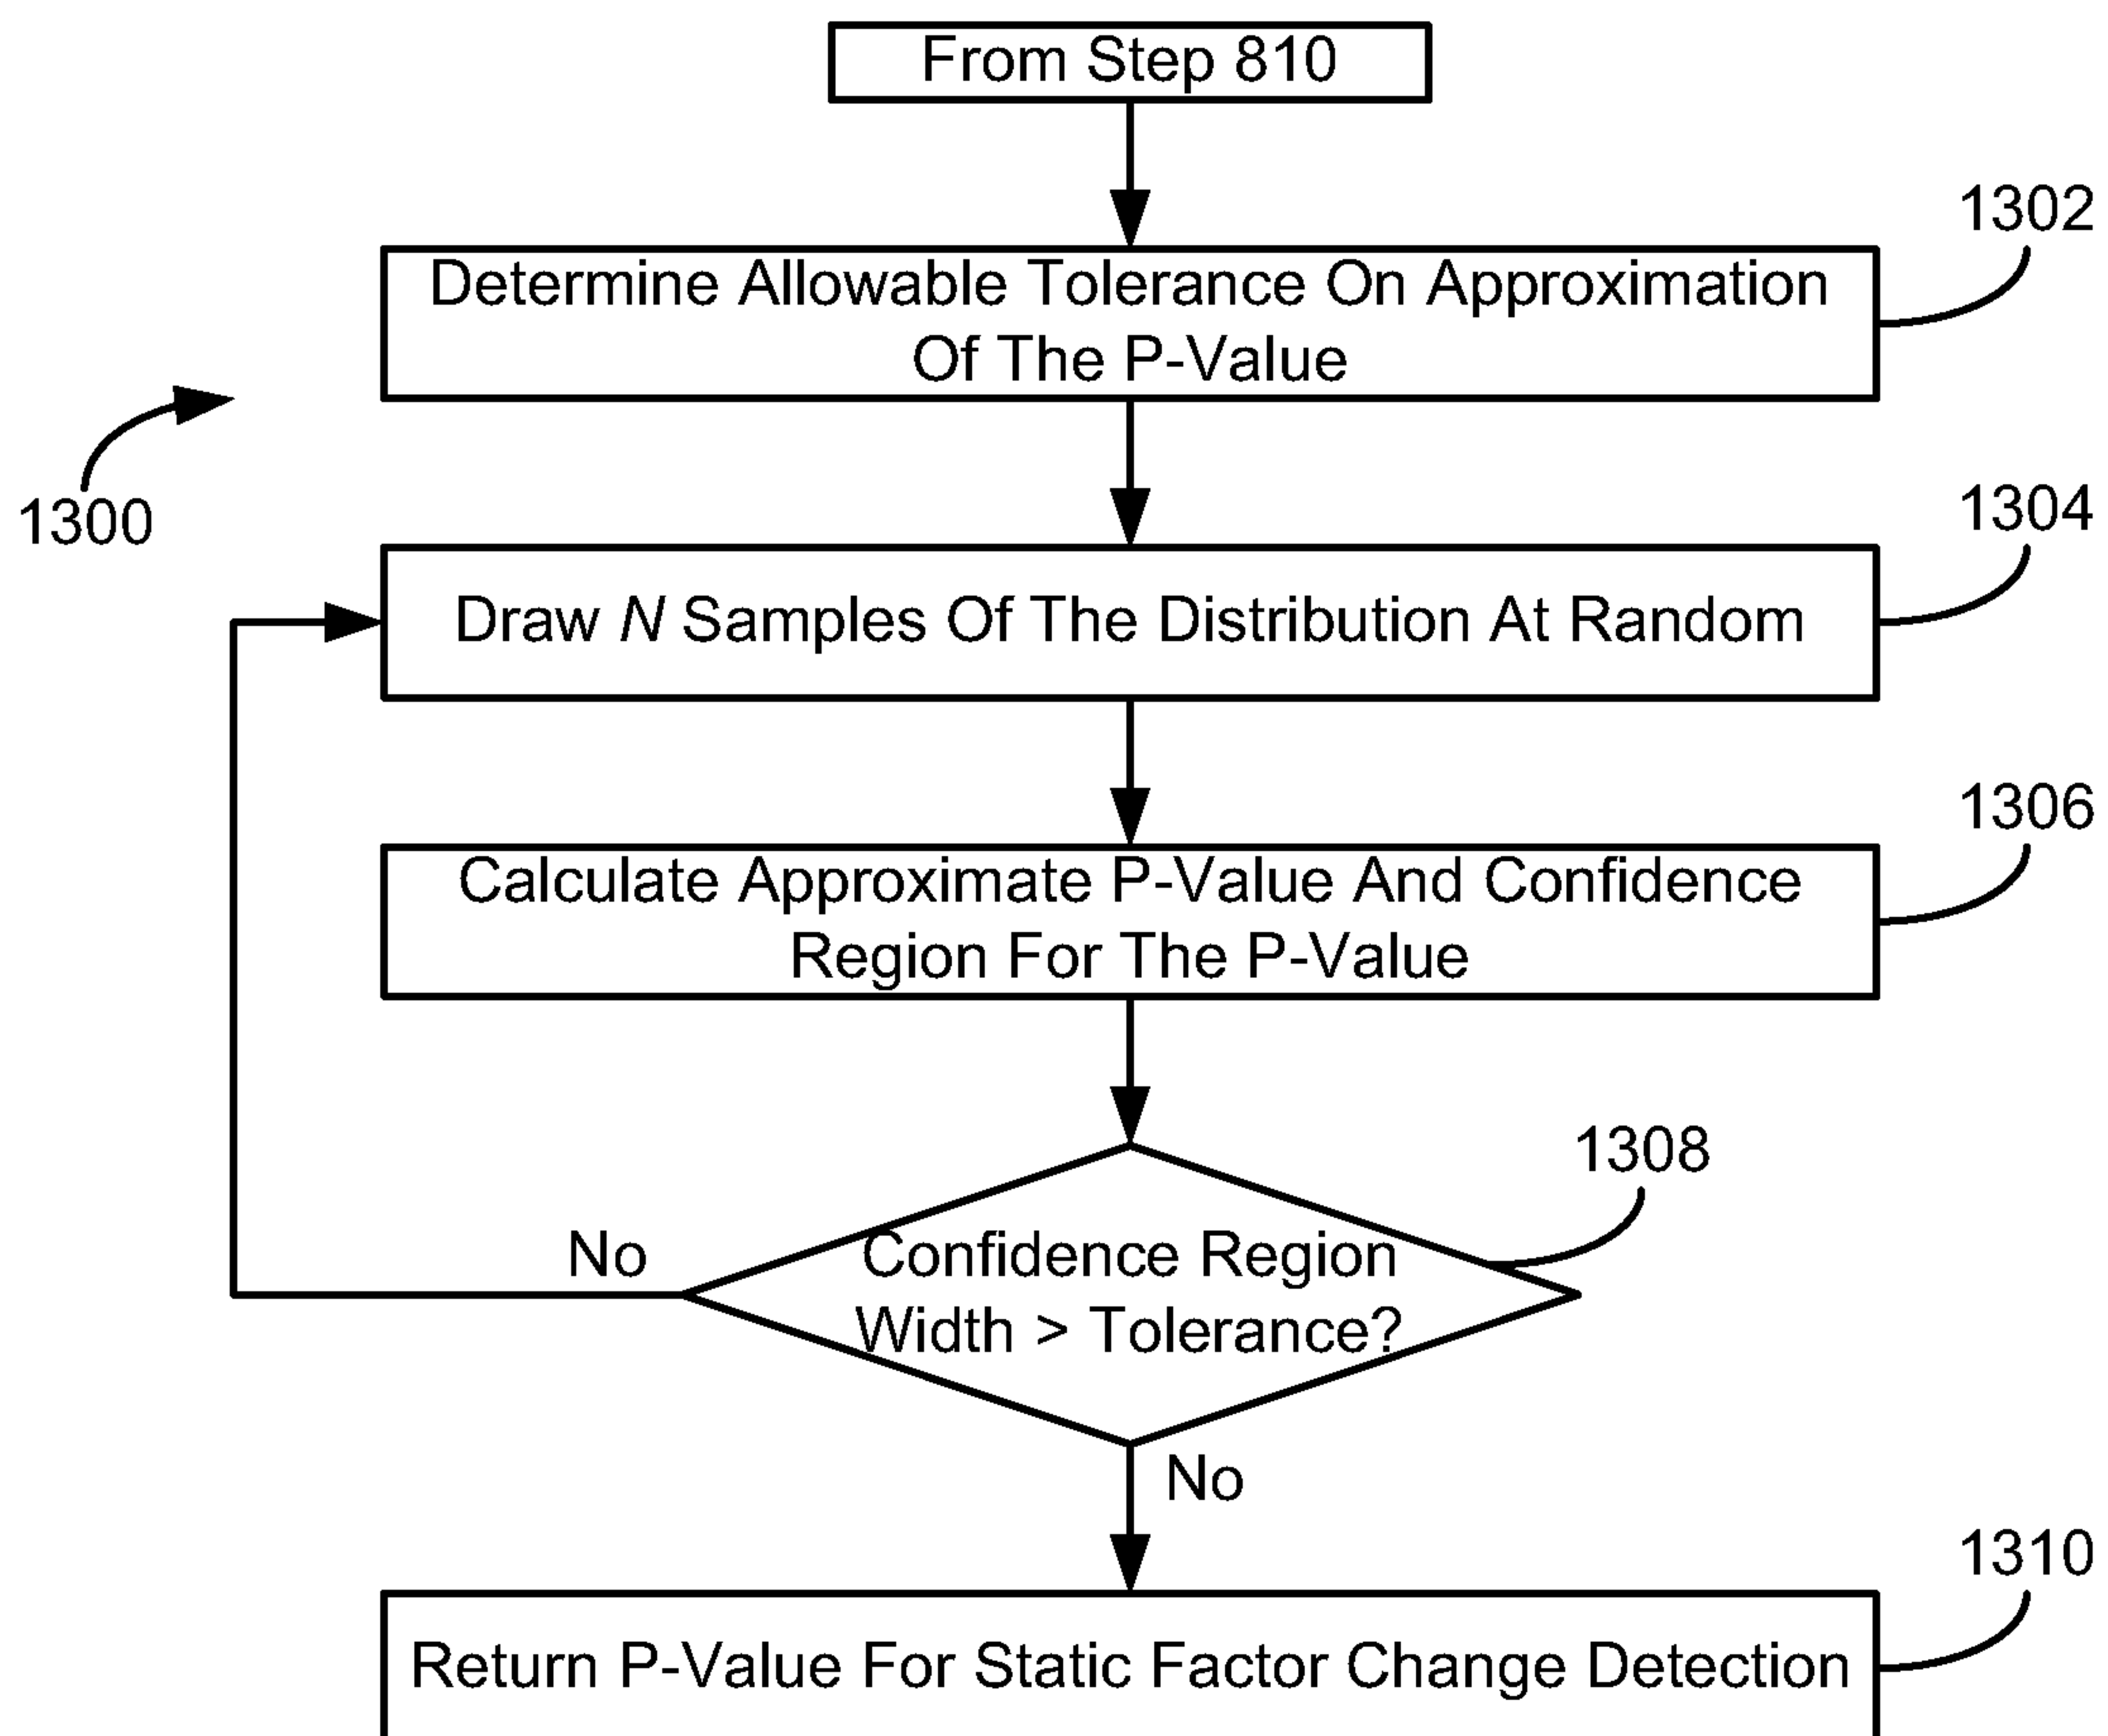 From Step 810
1302
Determine Allowable Tolerance On Approximation
Of The P-Value
1300
1304
Draw N Samples Of The Distribution At Random
1306
Calculate Approximate P-Value And Confidence
Region For The P-Value
1308
No
Confidence Region
Width > Tolerance?
No
1310
Return P-Value For Static Factor Change Detection